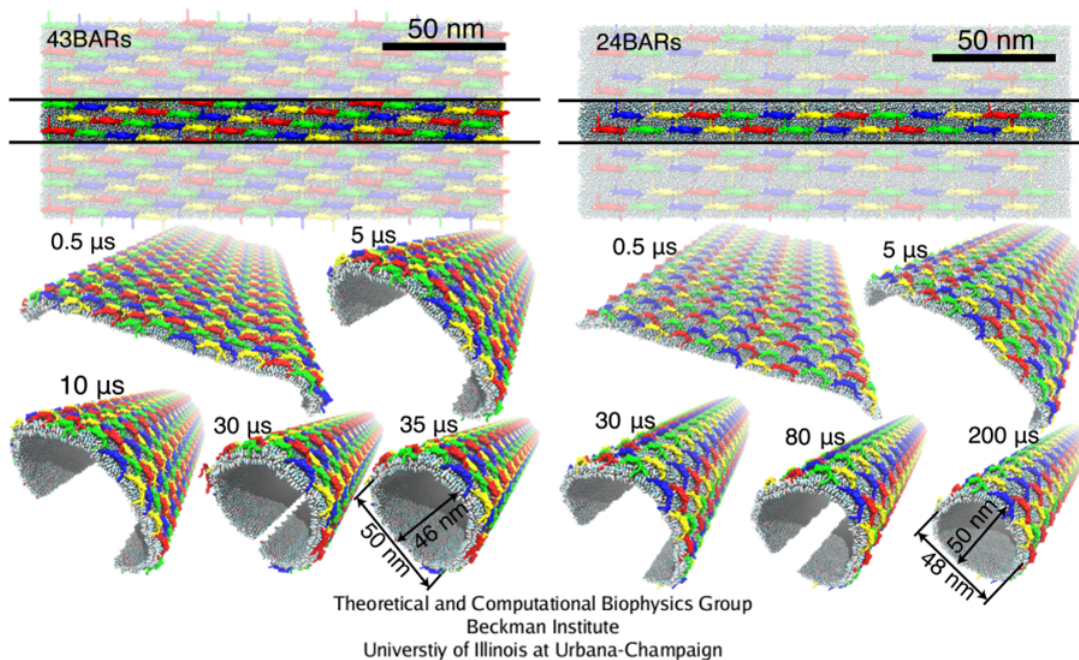 43BARs
50 nm
24BARs
50 nm
0.5 μs
5 μs
0.5 μs
5 μs
10 μs
30 μs
35 μs
46 nm
50 nm
30 μs
80 μs
200 μs
50 nm
48 nm
Theoretical and Computational Biophysics Group
Beckman Institute
Universtiy of Illinois at Urbana-Champaign